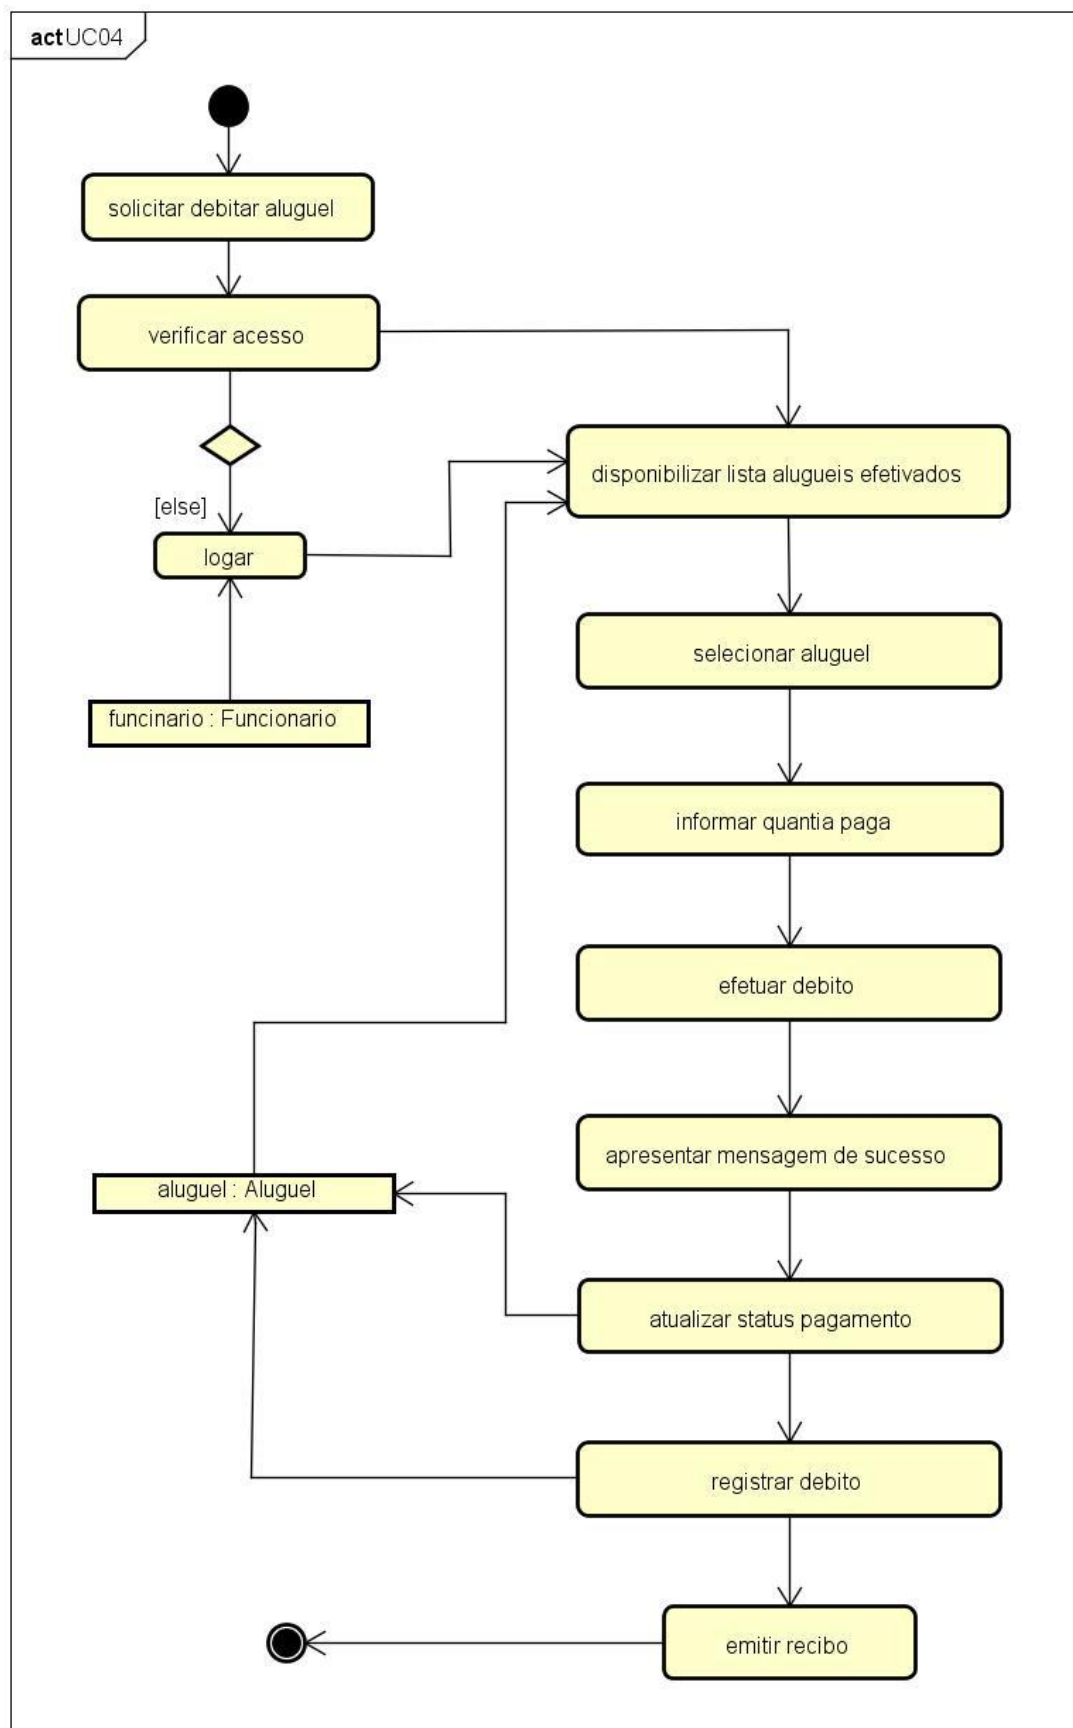 actUC04
solicitar debitar aluguel
verificar acesso
disponibilizar lista alugueis efetivados
[else]
logar
selecionar aluguel
funcinario : Funcionario
informar quantia paga
efetuar debito
apresentar mensagem de sucesso
aluguel : Aluguel
atualizar status pagamento
registrar debito
emitir recibo